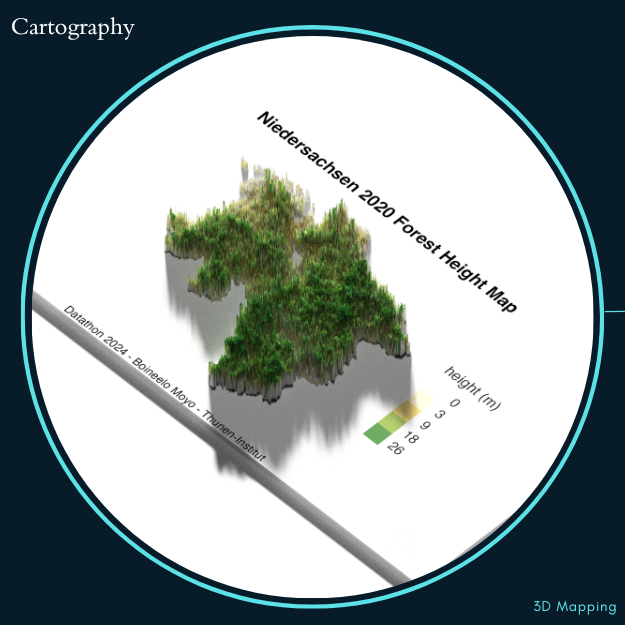 Cartography
Niedersachsen 2020 Forest Height Map
Datathon 2024 - Boineelo Moyo - Thunen-Institut
height (m)
0
3
9
18
26
3D Mapping